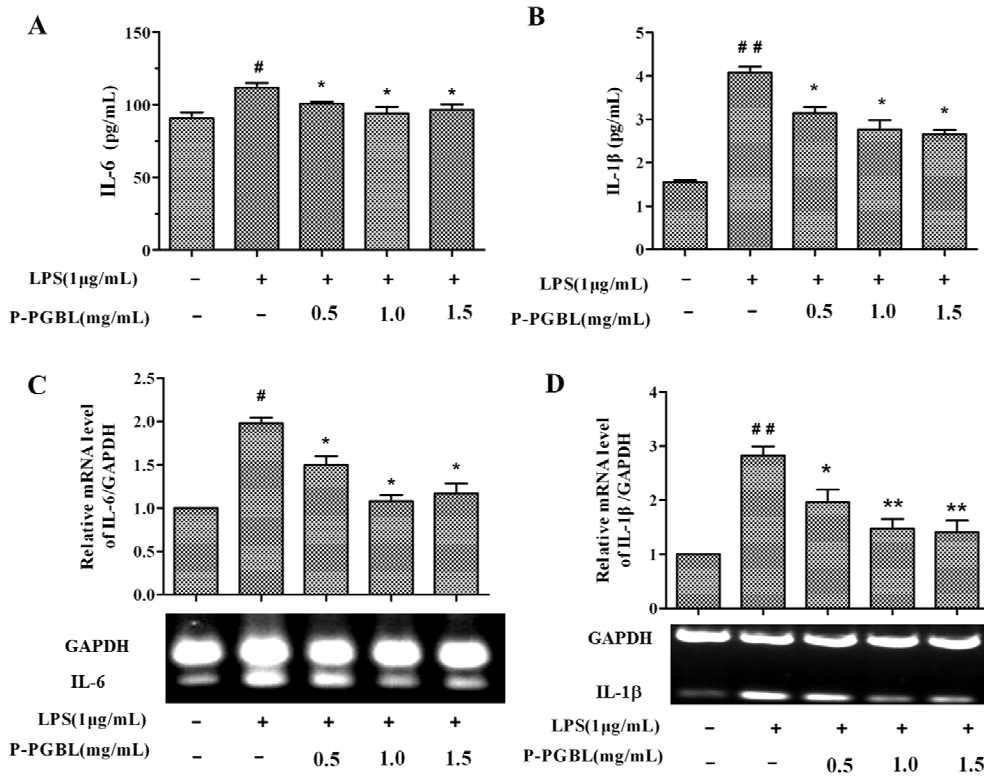 A
IL-6 (pg/mL)
150
100
50
0
#
*
*
*
LPS(1μg/mL)
− + + + +
P-PGBL(mg/mL)
− − 0.5 1.0 1.5
B
IL-1β (pg/mL)
5
4
3
2
1
0
# #
*
*
*
LPS(1μg/mL)
− + + + +
P-PGBL(mg/mL)
− − 0.5 1.0 1.5
C
Relative mRNA level
of IL-6/GAPDH
2.5
2.0
1.5
1.0
0.5
0.0
#
*
*
*
GAPDH
IL-6
LPS(1μg/mL)
− + + + +
P-PGBL(mg/mL)
− − 0.5 1.0 1.5
D
Relative mRNA level
of IL-1β /GAPDH
4
3
2
1
0
# #
*
**
**
GAPDH
IL-1β
LPS(1μg/mL)
− + + + +
P-PGBL(mg/mL)
− − 0.5 1.0 1.5